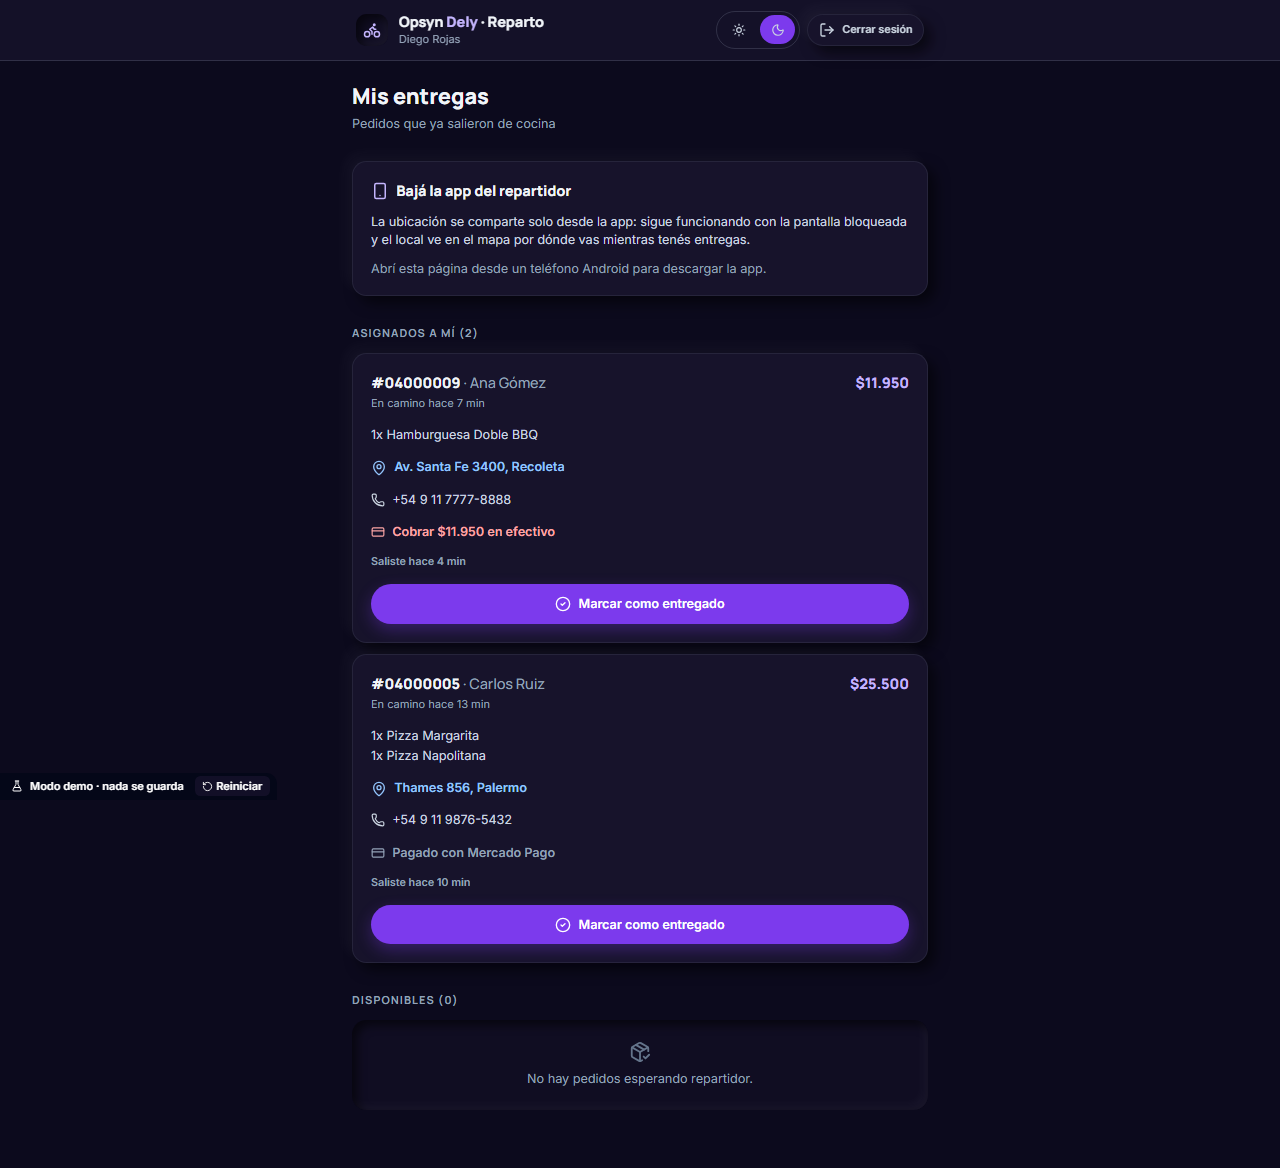 Opsyn Dely · Reparto
Diego Rojas
Cerrar sesión
Mis entregas
Pedidos que ya salieron de cocina
Bajá la app del repartidor
La ubicación se comparte solo desde la app: sigue funcionando con la pantalla bloqueada
y el local ve en el mapa por dónde vas mientras tenés entregas.
Abrí esta página desde un teléfono Android para descargar la app.
ASIGNADOS A MÍ (2)
#04000009 · Ana Gómez
$11.950
En camino hace 7 min
1x Hamburguesa Doble BBQ
Av. Santa Fe 3400, Recoleta
+54 9 11 7777-8888
Cobrar $11.950 en efectivo
Saliste hace 4 min
Marcar como entregado
#04000005 · Carlos Ruiz
$25.500
En camino hace 13 min
1x Pizza Margarita
1x Pizza Napolitana
Thames 856, Palermo
+54 9 11 9876-5432
Pagado con Mercado Pago
Saliste hace 10 min
Marcar como entregado
Modo demo · nada se guarda
Reiniciar
DISPONIBLES (0)
No hay pedidos esperando repartidor.